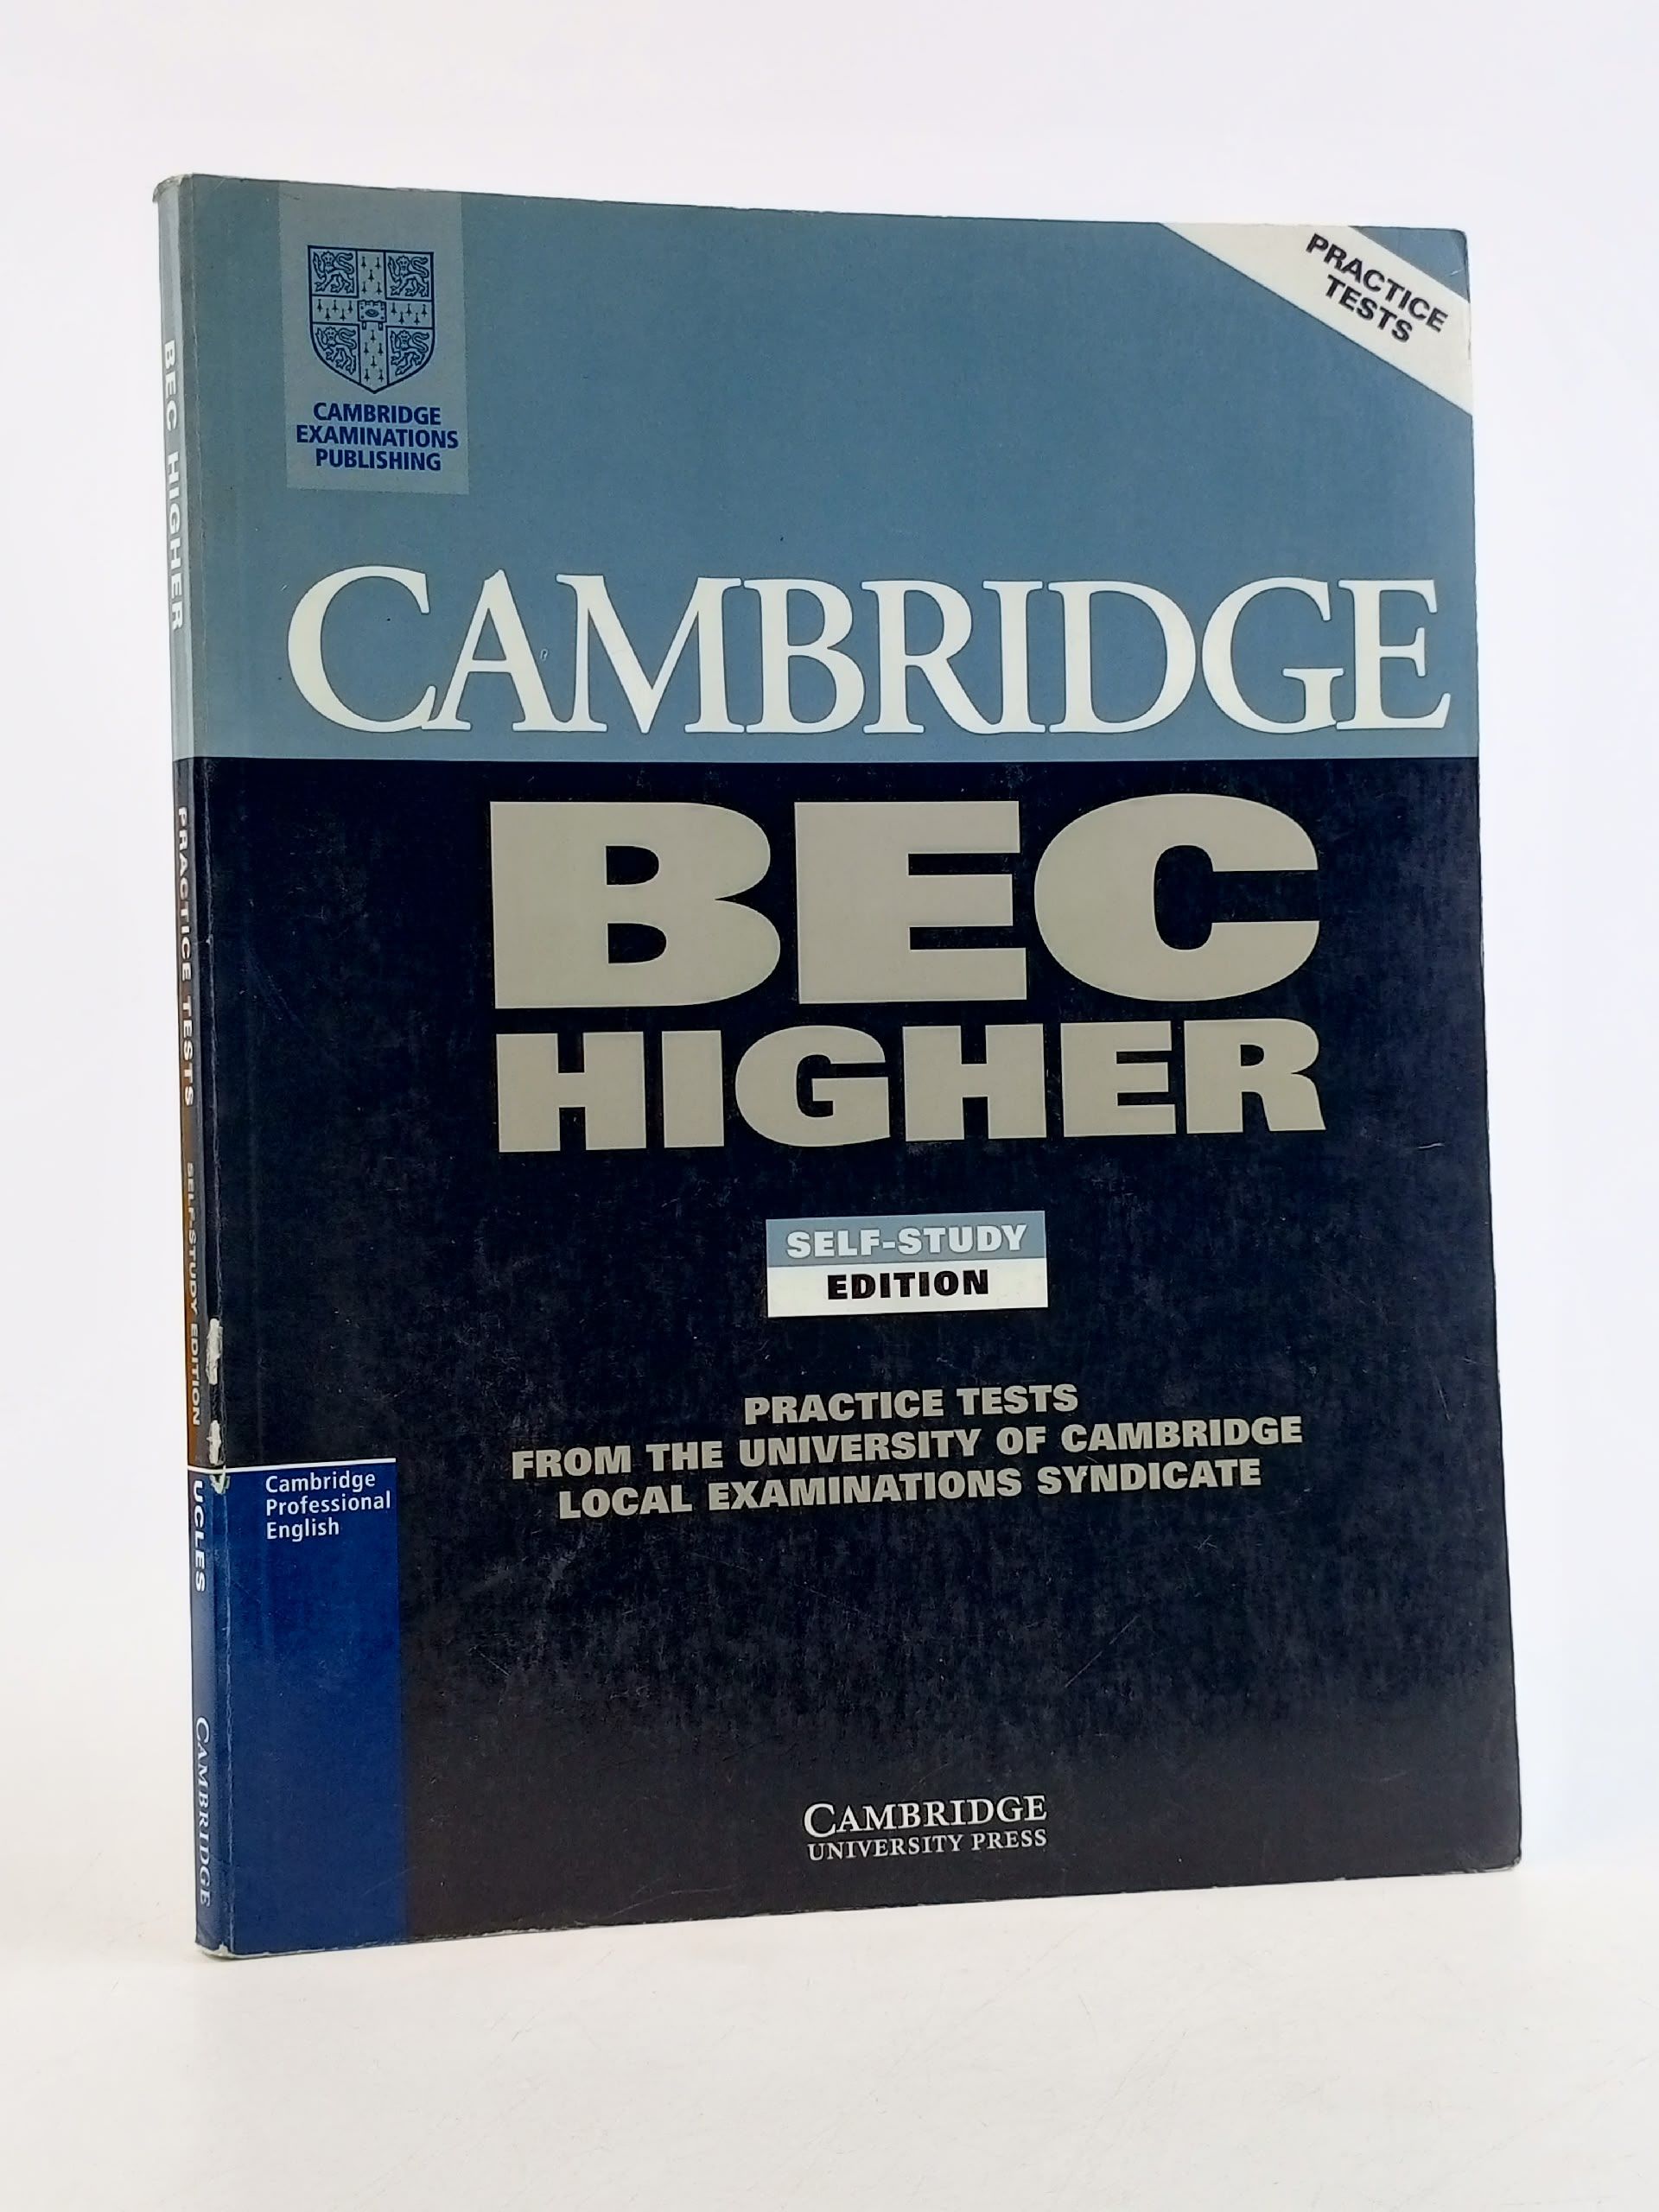 PRACTICE
TESTS
CAMBRIDGE
EXAMINATIONS
PUBLISHING
CAMBRIDGE
BEC
HIGHER
SELF-STUDY
EDITION
PRACTICE TESTS
FROM THE UNIVERSITY OF CAMBRIDGE
LOCAL EXAMINATIONS SYNDICATE
Cambridge
Professional
English
CAMBRIDGE
UNIVERSITY PRESS
BEC HIGHER PRACTICE TESTS SELF-STUDY EDITION UCLES CAMBRIDGE